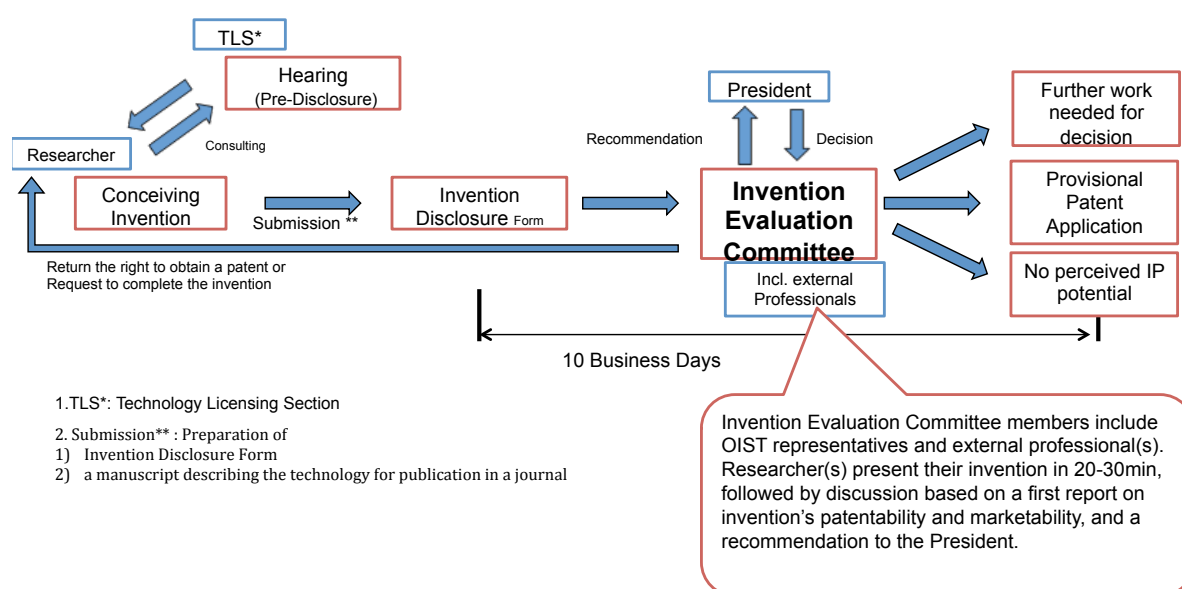 TLS*
Hearing
(Pre-Disclosure)
Researcher
Consulting
Conceiving
Invention
Submission **
Invention
Disclosure Form
Recommendation
President
Decision
Invention
Evaluation
Committee
Incl. external
Professionals
Further work
needed for
decision
Provisional
Patent
Application
No perceived IP
potential
Return the right to obtain a patent or
Request to complete the invention
10 Business Days
1.TLS*: Technology Licensing Section
2. Submission** : Preparation of
1) Invention Disclosure Form
2) a manuscript describing the technology for publication in a journal
Invention Evaluation Committee members include
OIST representatives and external professional(s).
Researcher(s) present their invention in 20-30min,
followed by discussion based on a first report on
invention's patentability and marketability, and a
recommendation to the President.